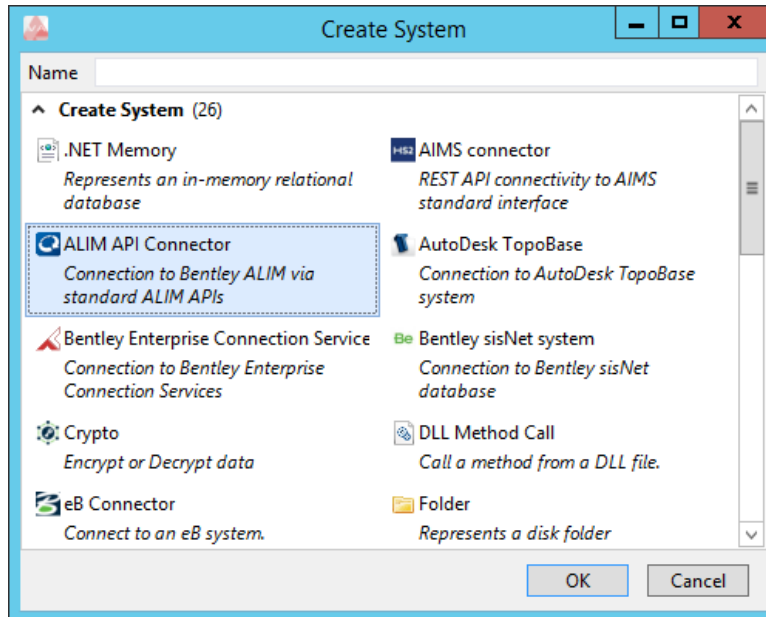 Create System
Name
Create System (26)
.NET Memory
Represents an in-memory relational
database
HS2 AIMS connector
REST API connectivity to AIMS
standard interface
ALIM API Connector
Connection to Bentley ALIM via
standard ALIM APIs
AutoDesk TopoBase
Connection to AutoDesk TopoBase
system
Bentley Enterprise Connection Service
Connection to Bentley Enterprise
Connection Services
Be Bentley sisNet system
Connection to Bentley sisNet
database
Crypto
Encrypt or Decrypt data
DLL Method Call
Call a method from a DLL file.
eB Connector
Connect to an eB system.
Folder
Represents a disk folder
OK
Cancel